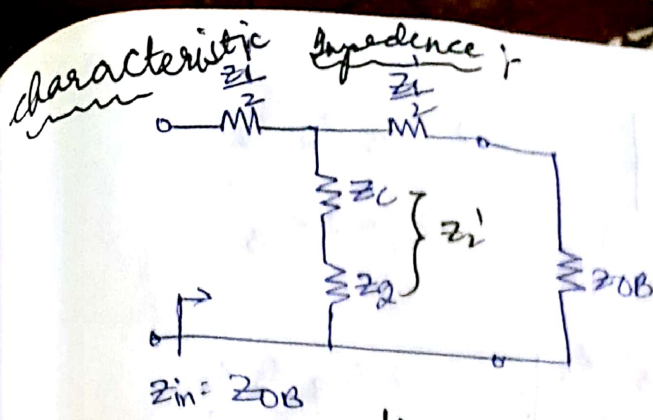 characteristic Impedence :-
Z1/2
Z1/2
ZC
Z2'
Z2
ZOB
Zin = ZOB